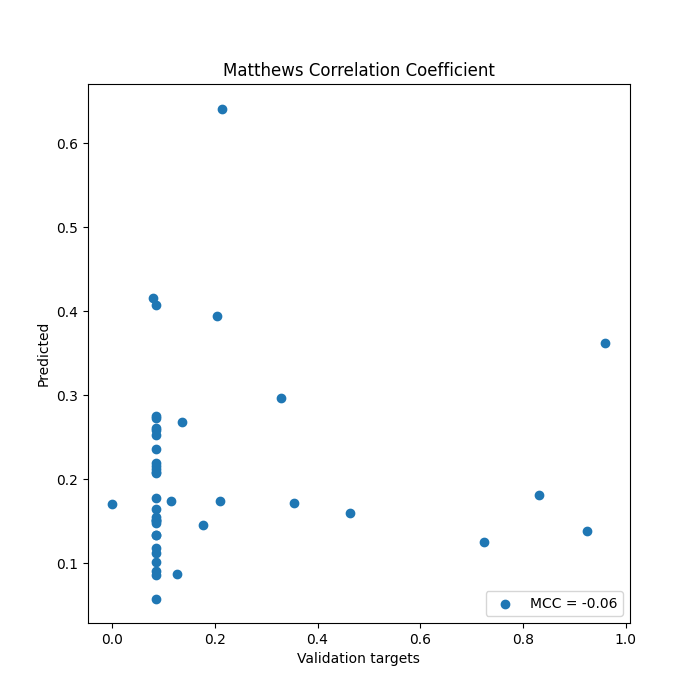 Matthews Correlation Coefficient
Predicted
0.6
0.5
0.4
0.3
0.2
0.1
0.0 0.2 0.4 0.6 0.8 1.0
Validation targets
MCC = -0.06